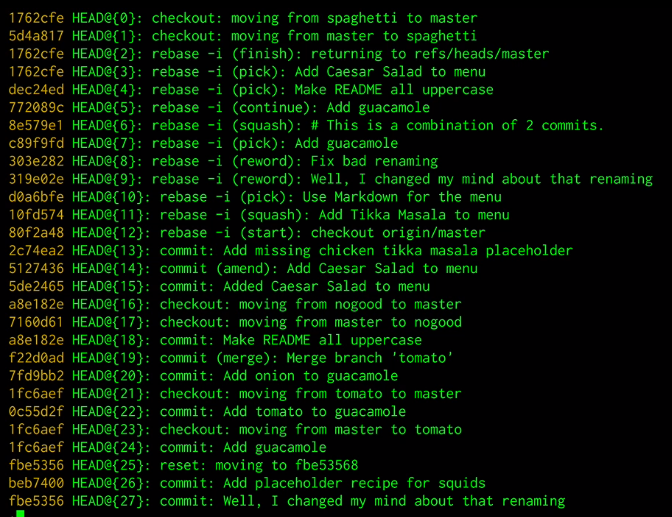 1762cfe HEAD@{0}: checkout: moving from spaghetti to master
5d4a817 HEAD@{1}: checkout: moving from master to spaghetti
1762cfe HEAD@{2}: rebase -i (finish): returning to refs/heads/master
1762cfe HEAD@{3}: rebase -i (pick): Add Caesar Salad to menu
dec24ed HEAD@{4}: rebase -i (pick): Make README all uppercase
772089c HEAD@{5}: rebase -i (continue): Add guacamole
8e579e1 HEAD@{6}: rebase -i (squash): # This is a combination of 2 commits.
c89f9fd HEAD@{7}: rebase -i (pick): Add guacamole
303e282 HEAD@{8}: rebase -i (reword): Fix bad renaming
319e02e HEAD@{9}: rebase -i (reword): Well, I changed my mind about that renaming
d0a6bfe HEAD@{10}: rebase -i (pick): Use Markdown for the menu
10fd574 HEAD@{11}: rebase -i (squash): Add Tikka Masala to menu
80f2a48 HEAD@{12}: rebase -i (start): checkout origin/master
2c74ea2 HEAD@{13}: commit: Add missing chicken tikka masala placeholder
5127436 HEAD@{14}: commit (amend): Add Caesar Salad to menu
5de2465 HEAD@{15}: commit: Added Caesar Salad to menu
a8e182e HEAD@{16}: checkout: moving from nogood to master
7160d61 HEAD@{17}: checkout: moving from master to nogood
a8e182e HEAD@{18}: commit: Make README all uppercase
f22d0ad HEAD@{19}: commit (merge): Merge branch 'tomato'
7fd9bb2 HEAD@{20}: commit: Add onion to guacamole
1fc6aef HEAD@{21}: checkout: moving from tomato to master
0c55d2f HEAD@{22}: commit: Add tomato to guacamole
1fc6aef HEAD@{23}: checkout: moving from master to tomato
1fc6aef HEAD@{24}: commit: Add guacamole
fbe5356 HEAD@{25}: reset: moving to fbe53568
beb7400 HEAD@{26}: commit: Add placeholder recipe for squids
fbe5356 HEAD@{27}: commit: Well, I changed my mind about that renaming